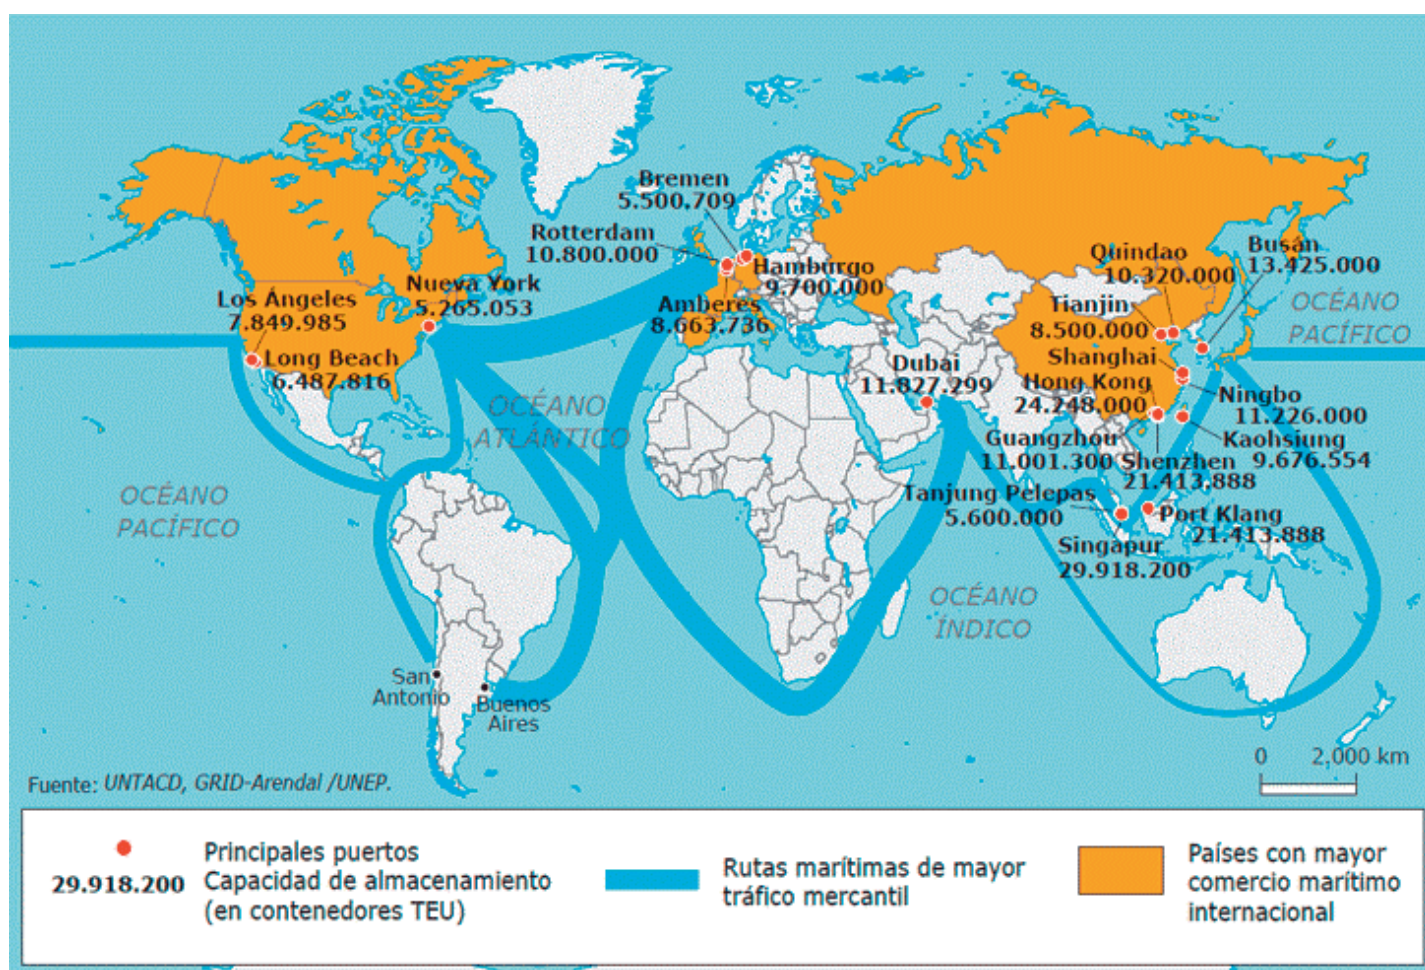 Bremen
5.500.709
Rotterdam
10.800.000
Hamburgo
9.700.000
Amberes
8.663.736
Nueva York
5.265.053
Los Ángeles
7.849.985
Long Beach
6.487.816
Quindao
10.320.000
Busán
13.425.000
Tianjin
8.500.000
Shanghai
Dubai
11.827.299
Hong Kong
24.248.000
Ningbo
11.226.000
Guangzhou
11.001.300
Kaohsiung
9.676.554
Shenzhen
21.413.888
Tanjung Pelepas
5.600.000
Port Klang
21.413.888
Singapur
29.918.200
OCÉANO
PACÍFICO
OCÉANO
ATLÁNTICO
OCÉANO
PACÍFICO
OCÉANO
ÍNDICO
San
Antonio
Buenos
Aires
0 2,000 km
Fuente: UNTACD, GRID-Arendal /UNEP.
Principales puertos
29.918.200 Capacidad de almacenamiento
(en contenedores TEU)
Rutas marítimas de mayor
tráfico mercantil
Países con mayor
comercio marítimo
internacional